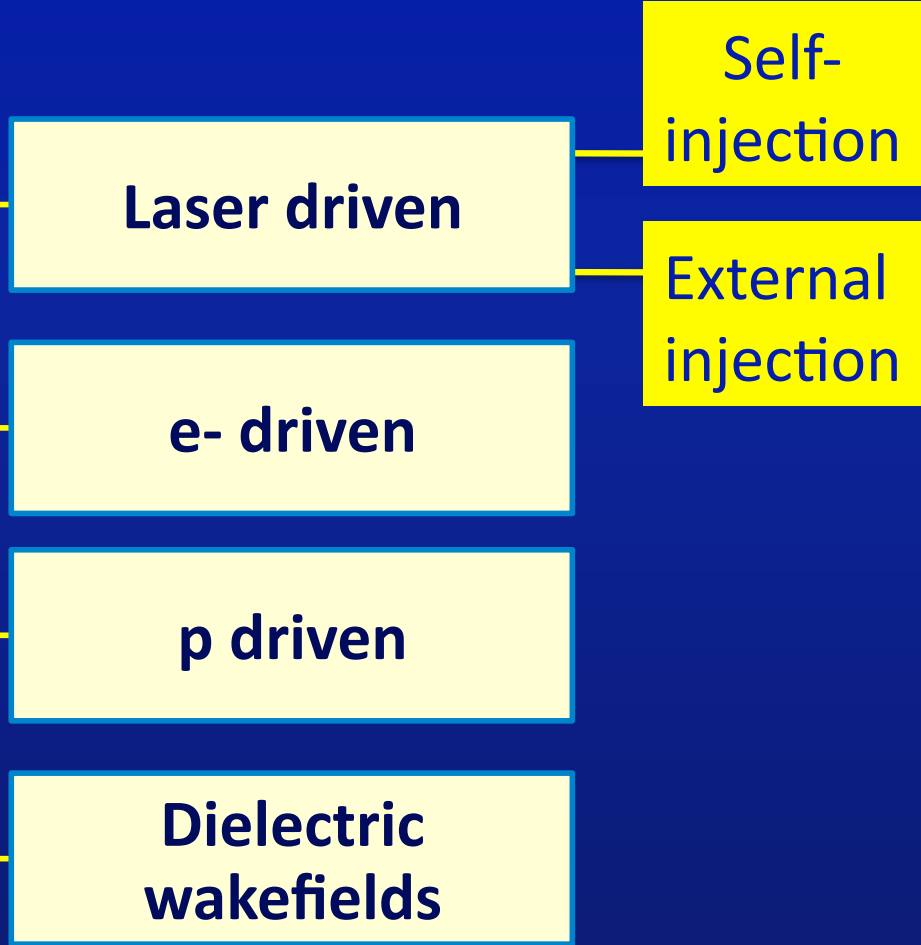 Self-
injection
Laser driven
External
injection
e- driven
p driven
Dielectric
wakefields